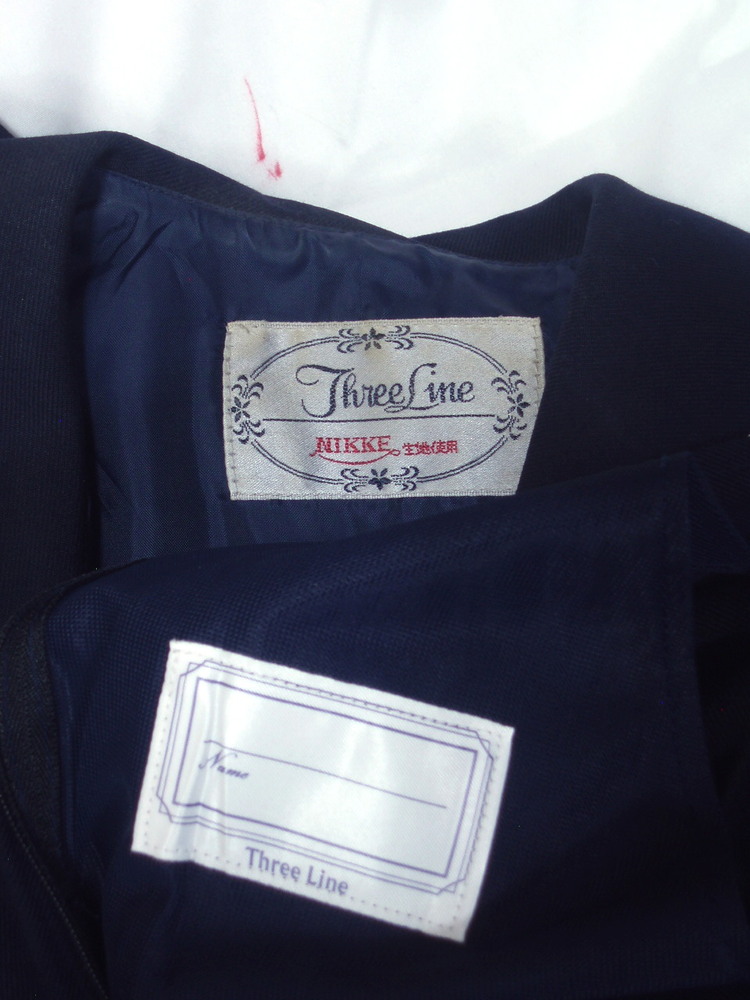 Three Line
NIKKE 生地使用
Name
Three Line